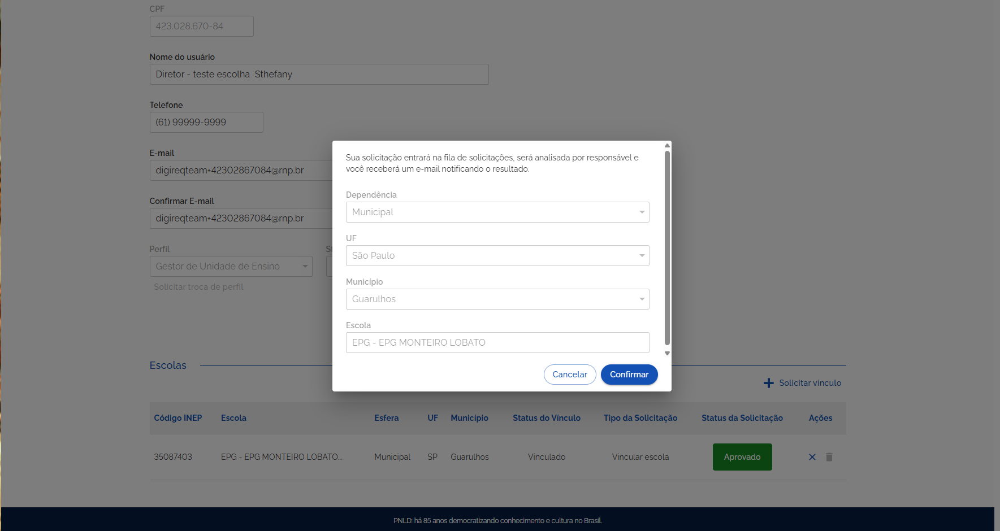 CPF
423.028.670-84
Nome do usuário
Diretor - teste escolha  Sthefany
Telefone
(61) 99999-9999
E-mail
digireqteam+42302867084@rnp.br
Confirmar E-mail
digireqteam+42302867084@rnp.br
Perfil
Gestor de Unidade de Ensino
Solicitar troca de perfil
Sua solicitação entrará na fila de solicitações, será analisada por responsável e
você receberá um e-mail notificando o resultado.
Dependência
Municipal
UF
São Paulo
Município
Guarulhos
Escola
EPG - EPG MONTEIRO LOBATO
Cancelar Confirmar
Escolas
Solicitar vínculo
Código INEP Escola Esfera UF Município Status do Vínculo Tipo da Solicitação Status da Solicitação Ações
35087403 EPG - EPG MONTEIRO LOBATO... Municipal SP Guarulhos Vinculado Vincular escola Aprovado
PNLD: há 85 anos democratizando conhecimento e cultura no Brasil.